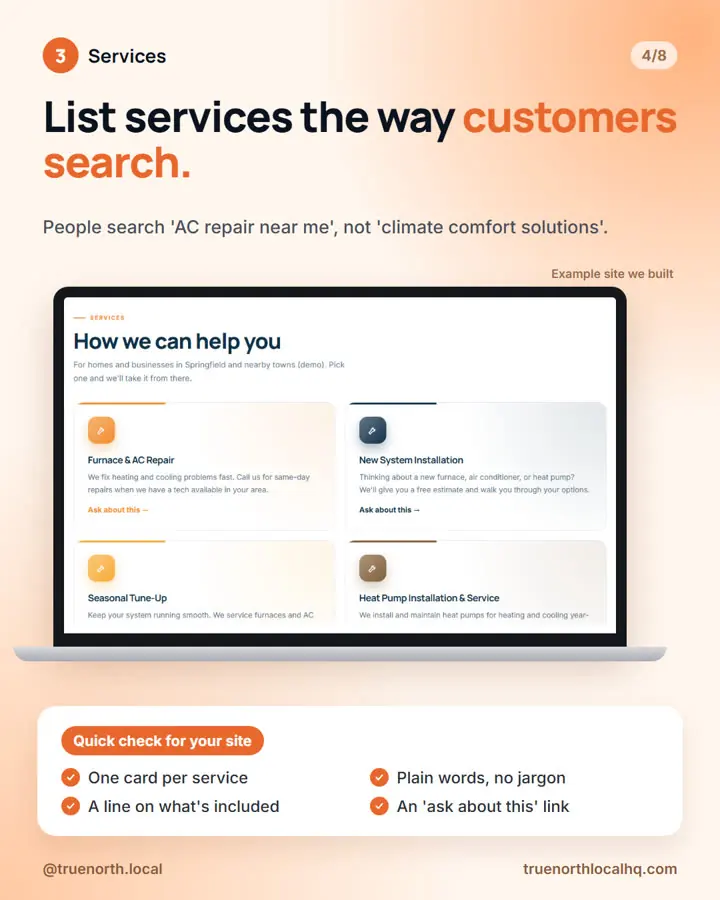 3 Services
4/8
List services the way customers
search.
People search 'AC repair near me', not 'climate comfort solutions'.
Example site we built
SERVICES
How we can help you
For homes and businesses in Springfield and nearby towns (demo). Pick
one and we'll take it from there.
Furnace & AC Repair
We fix heating and cooling problems fast. Call us for same-day
repairs when we have a tech available in your area.
Ask about this →
New System Installation
Thinking about a new furnace, air conditioner, or heat pump?
We'll give you a free estimate and walk you through your options.
Ask about this →
Seasonal Tune-Up
Keep your system running smooth. We service furnaces and AC
Heat Pump Installation & Service
We install and maintain heat pumps for heating and cooling year-
Quick check for your site
One card per service
Plain words, no jargon
A line on what's included
An 'ask about this' link
@truenorth.local
truenorthlocalhq.com